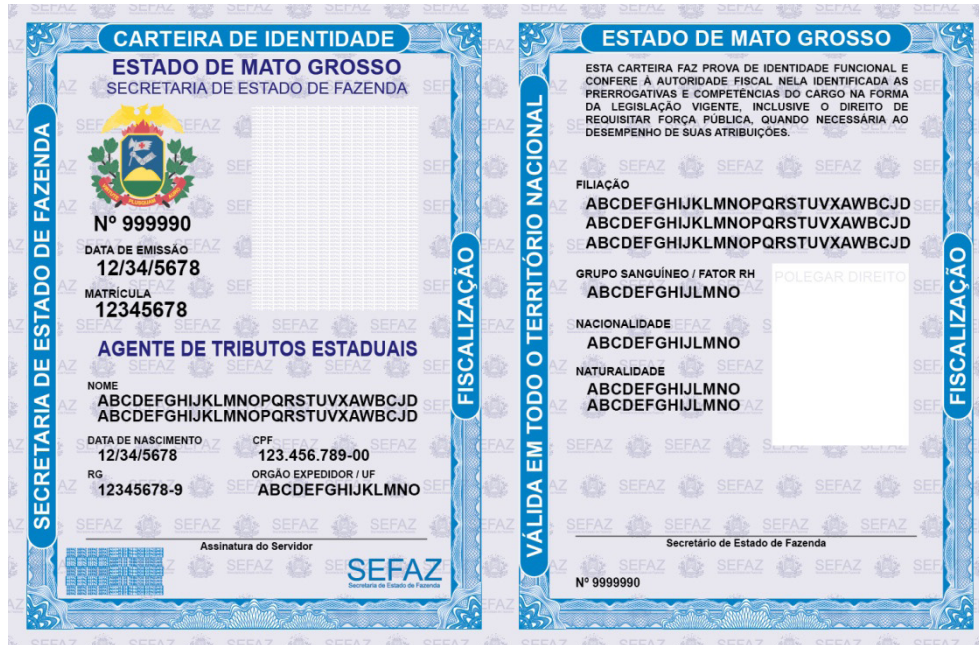 CARTEIRA DE IDENTIDADE
ESTADO DE MATO GROSSO
SECRETARIA DE ESTADO DE FAZENDA
SECRETARIA DE ESTADO DE FAZENDA
FISCALIZAÇÃO
Nº 999990
DATA DE EMISSÃO
12/34/5678
MATRÍCULA
12345678
AGENTE DE TRIBUTOS ESTADUAIS
NOME
ABCDEFGHIJKLMNOPQRSTUVXAWBCJD
ABCDEFGHIJKLMNOPQRSTUVXAWBCJD
DATA DE NASCIMENTO CPF
12/34/5678 123.456.789-00
RG ORGÃO EXPEDIDOR / UF
12345678-9 ABCDEFGHIJKLMNO
Assinatura do Servidor
SEFAZ
Secretaria de Estado de Fazenda
ESTADO DE MATO GROSSO
ESTA CARTEIRA FAZ PROVA DE IDENTIDADE FUNCIONAL E
CONFERE À AUTORIDADE FISCAL NELA IDENTIFICADA AS
PRERROGATIVAS E COMPETÊNCIAS DO CARGO NA FORMA
DA LEGISLAÇÃO VIGENTE, INCLUSIVE O DIREITO DE
REQUISITAR FORÇA PÚBLICA, QUANDO NECESSÁRIA AO
DESEMPENHO DE SUAS ATRIBUIÇÕES.
VÁLIDA EM TODO O TERRITÓRIO NACIONAL
FISCALIZAÇÃO
FILIAÇÃO
ABCDEFGHIJKLMNOPQRSTUVXAWBCJD
ABCDEFGHIJKLMNOPQRSTUVXAWBCJD
ABCDEFGHIJKLMNOPQRSTUVXAWBCJD
GRUPO SANGUÍNEO / FATOR RH
ABCDEFGHIJLMNO
POLEGAR DIREITO
NACIONALIDADE
ABCDEFGHIJLMNO
NATURALIDADE
ABCDEFGHIJLMNO
ABCDEFGHIJLMNO
Secretário de Estado de Fazenda
Nº 9999990